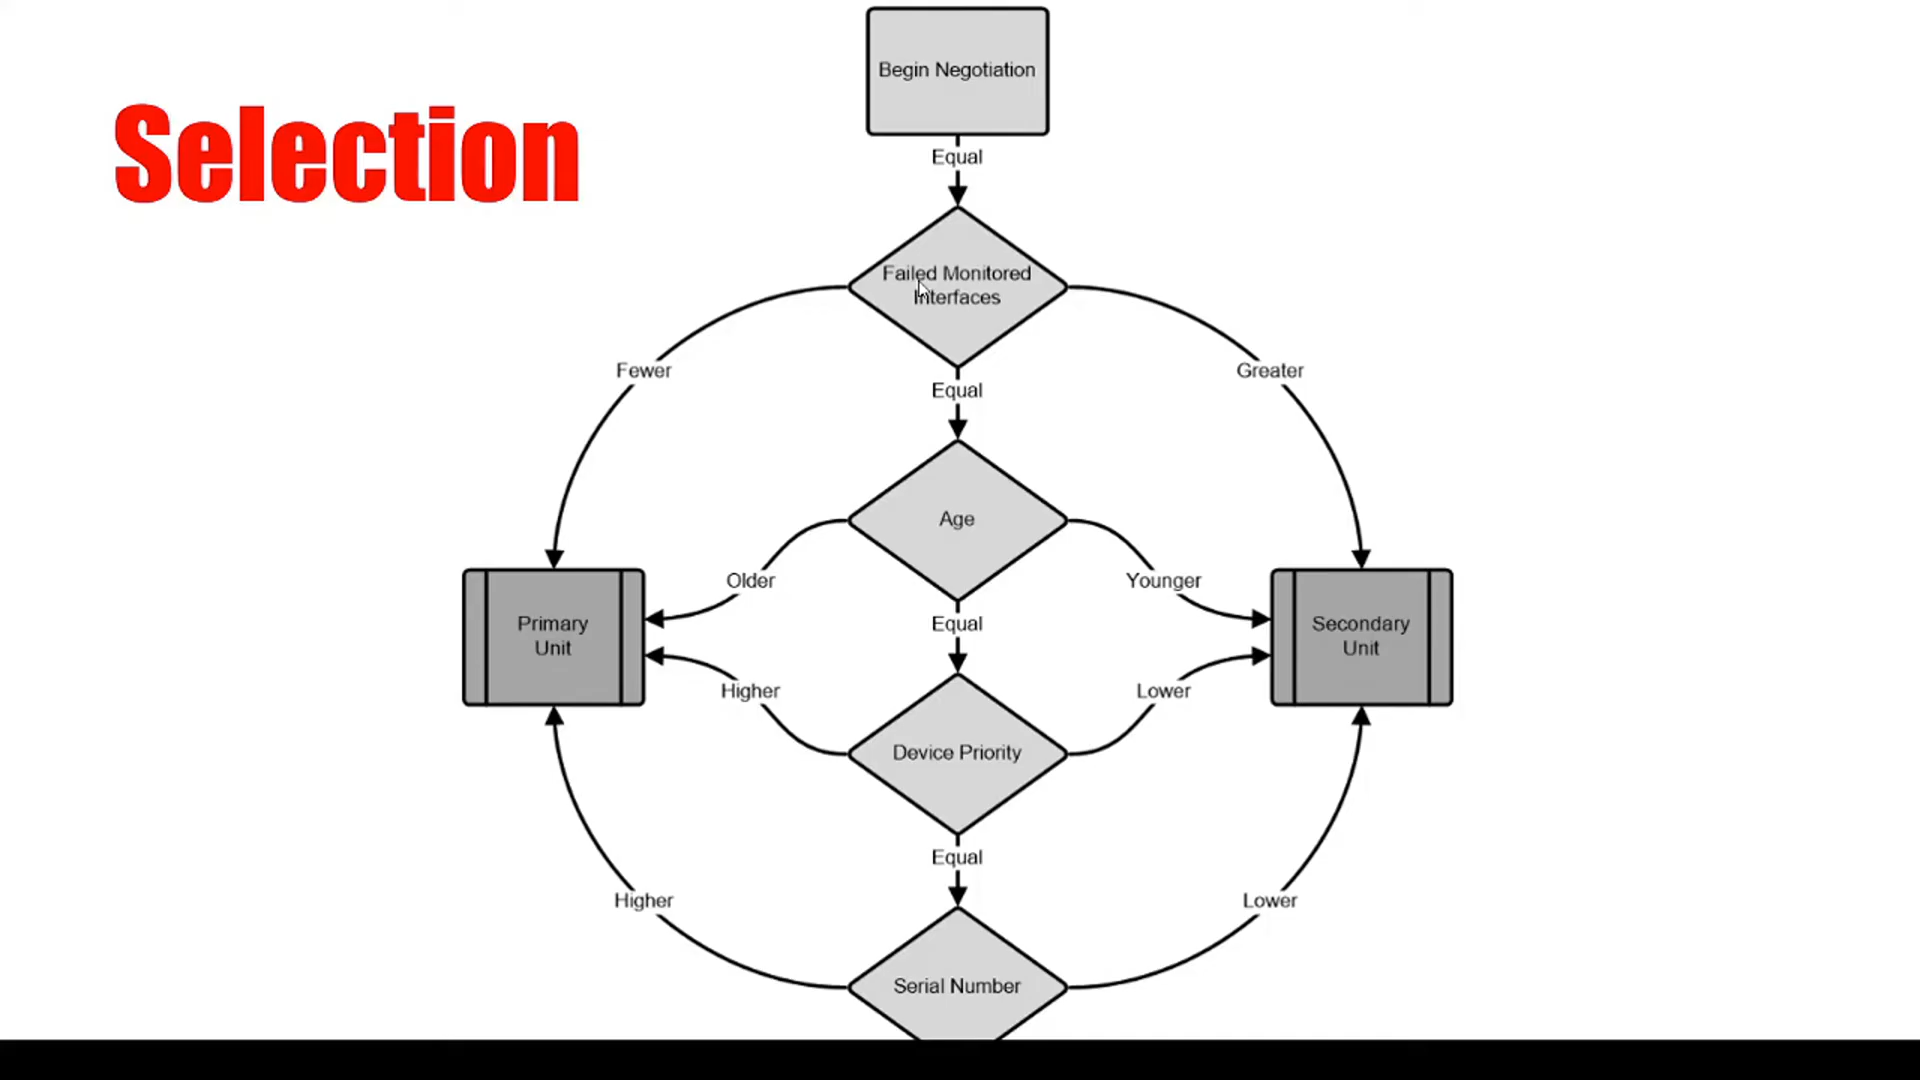 Begin Negotiation
Selection
Equal
Failed Monitored
Interfaces
Fewer
Greater
Equal
Age
Older
Younger
Equal
Primary
Unit
Secondary
Unit
Higher
Lower
Device Priority
Equal
Higher
Lower
Serial Number